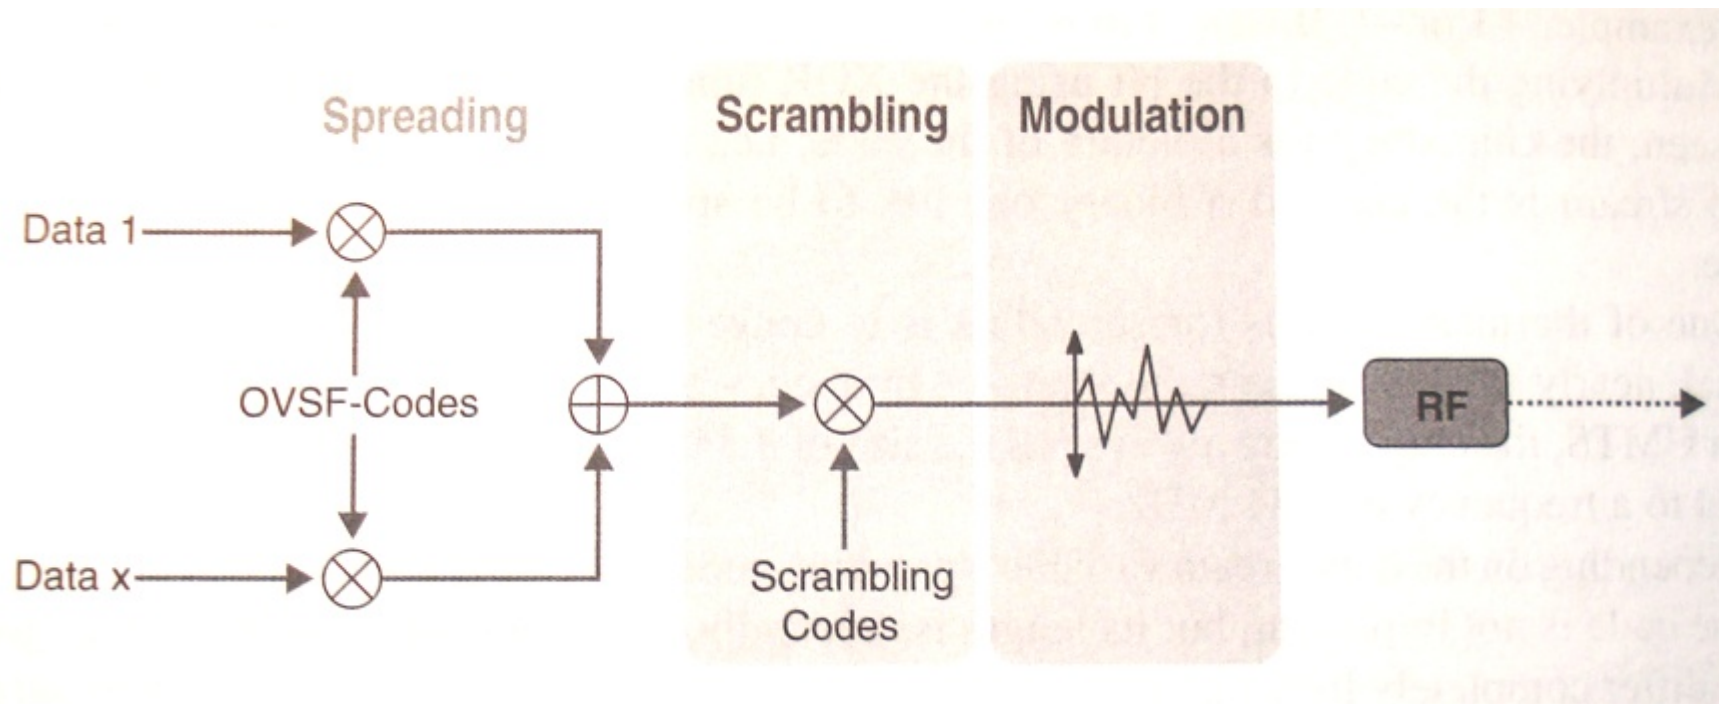 Spreading
Scrambling
Modulation
Data 1
OVSF-Codes
RF
Data x
Scrambling
Codes